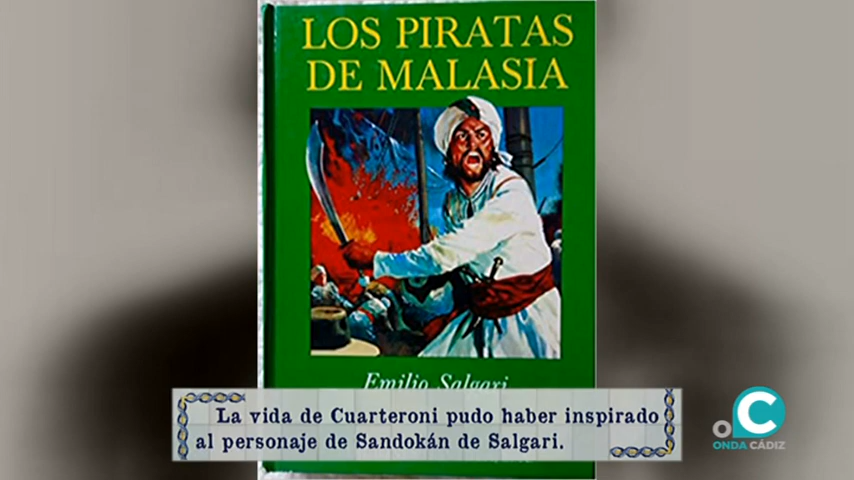 LOS PIRATAS
DE MALASIA
Emilio Salgari
La vida de Cuarteroni pudo haber inspirado
al personaje de Sandokán de Salgari.
oC
ONDA CÁDIZ